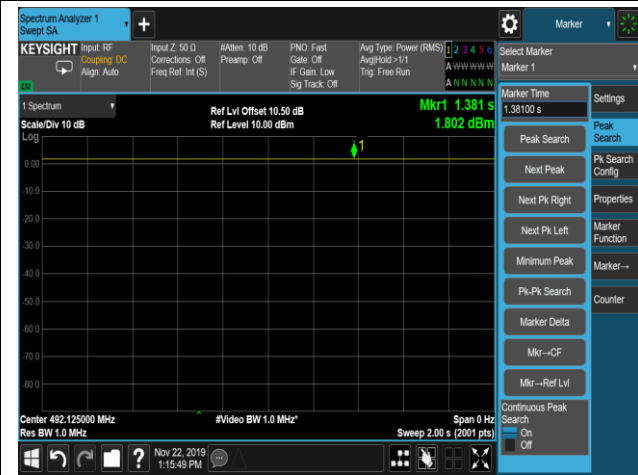 Spectrum Analyzer 1
Swept SA
+
Marker
KEYSIGHT
Input: RF
Coupling: DC
Align: Auto
Input Z: 50 Ω
Corrections: Off
Freq Ref: Int (S)
#Atten: 10 dB
Preamp: Off
PNO: Fast
Gate: Off
IF Gain: Low
Sig Track: Off
Avg Type: Power (RMS)
Avg|Hold:>1/1
Trig: Free Run
1 2 3 4 5 6
A W W W W W
A N N N N N
Select Marker
Marker 1
LXI
1 Spectrum
Scale/Div 10 dB
Log
Ref Lvl Offset 10.50 dB
Ref Level 10.00 dBm
Mkr1 1.381 s
1.802 dBm
1
0.00
-10.0
-20.0
-30.0
-40.0
-50.0
-60.0
-70.0
-80.0
Center 492.125000 MHz
Res BW 1.0 MHz
#Video BW 1.0 MHz*
Span 0 Hz
Sweep 2.00 s (2001 pts)
Marker Time
1.38100 s
Peak Search
Next Peak
Next Pk Right
Next Pk Left
Minimum Peak
Pk-Pk Search
Marker Delta
Mkr→CF
Mkr→Ref Lvl
Continuous Peak
Search
On
Off
Settings
Peak
Search
Pk Search
Config
Properties
Marker
Function
Marker→
Counter
?
Nov 22, 2019
1:15:49 PM